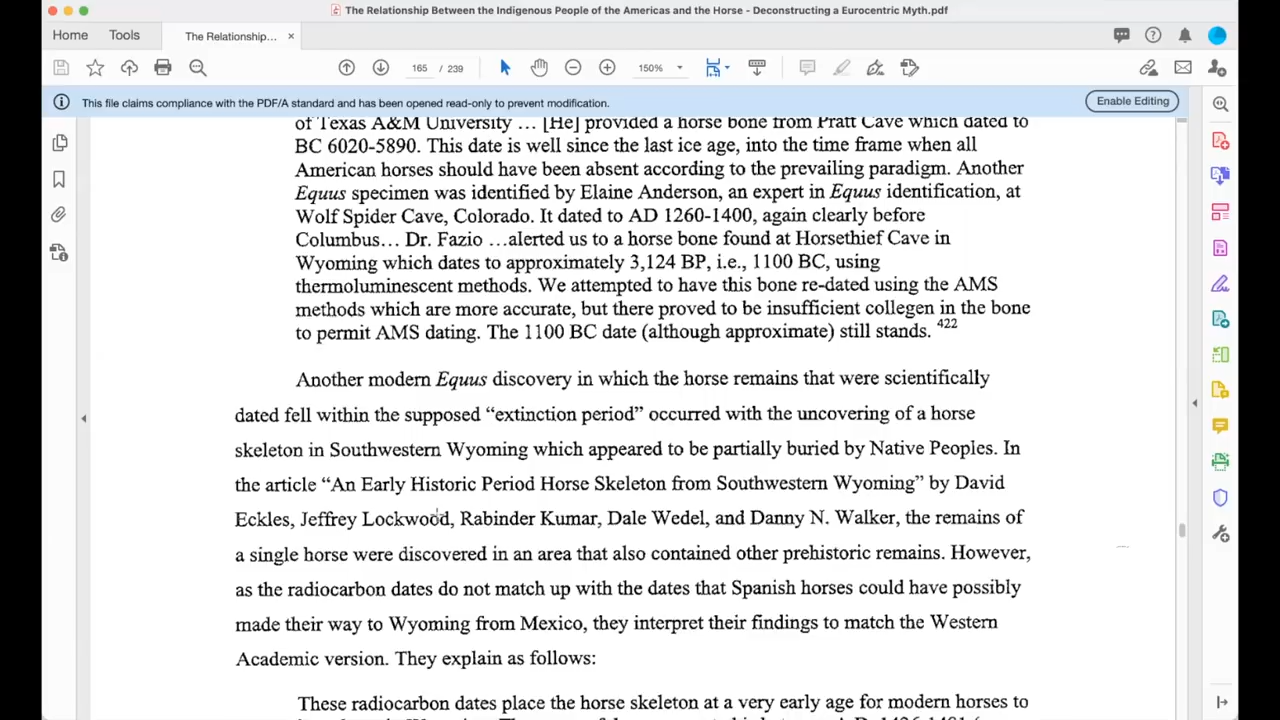 The Relationship Between the Indigenous People of the Americas and the Horse - Deconstructing a Eurocentric Myth.pdf
Home Tools The Relationship... ×
165 / 239 150%
This file claims compliance with the PDF/A standard and has been opened read-only to prevent modification. Enable Editing
of Texas A&M University … [He] provided a horse bone from Pratt Cave which dated to
BC 6020-5890. This date is well since the last ice age, into the time frame when all
American horses should have been absent according to the prevailing paradigm. Another
Equus specimen was identified by Elaine Anderson, an expert in Equus identification, at
Wolf Spider Cave, Colorado. It dated to AD 1260-1400, again clearly before
Columbus… Dr. Fazio …alerted us to a horse bone found at Horsethief Cave in
Wyoming which dates to approximately 3,124 BP, i.e., 1100 BC, using
thermoluminescent methods. We attempted to have this bone re-dated using the AMS
methods which are more accurate, but there proved to be insufficient collegen in the bone
to permit AMS dating. The 1100 BC date (although approximate) still stands. 422
Another modern Equus discovery in which the horse remains that were scientifically
dated fell within the supposed “extinction period” occurred with the uncovering of a horse
skeleton in Southwestern Wyoming which appeared to be partially buried by Native Peoples. In
the article “An Early Historic Period Horse Skeleton from Southwestern Wyoming” by David
Eckles, Jeffrey Lockwood, Rabinder Kumar, Dale Wedel, and Danny N. Walker, the remains of
a single horse were discovered in an area that also contained other prehistoric remains. However,
as the radiocarbon dates do not match up with the dates that Spanish horses could have possibly
made their way to Wyoming from Mexico, they interpret their findings to match the Western
Academic version. They explain as follows:
These radiocarbon dates place the horse skeleton at a very early age for modern horses to